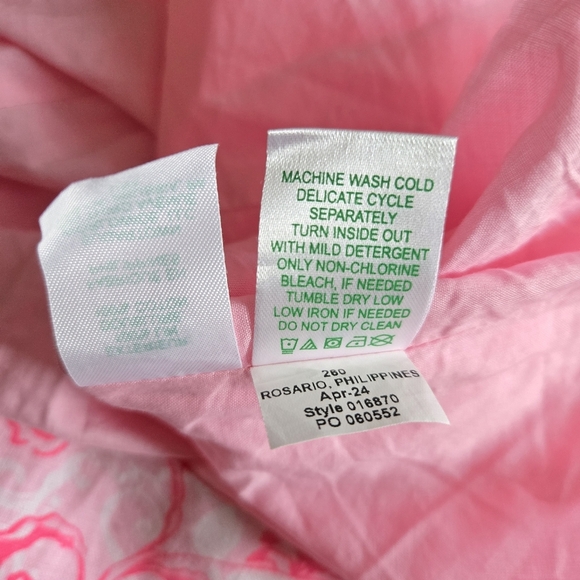 MACHINE WASH COLD
DELICATE CYCLE
SEPARATELY
TURN INSIDE OUT
WITH MILD DETERGENT
ONLY NON-CHLORINE
BLEACH, IF NEEDED
TUMBLE DRY LOW
LOW IRON IF NEEDED
DO NOT DRY CLEAN
260
ROSARIO, PHILIPPINES
Apr-24
Style 016870
PO 060552